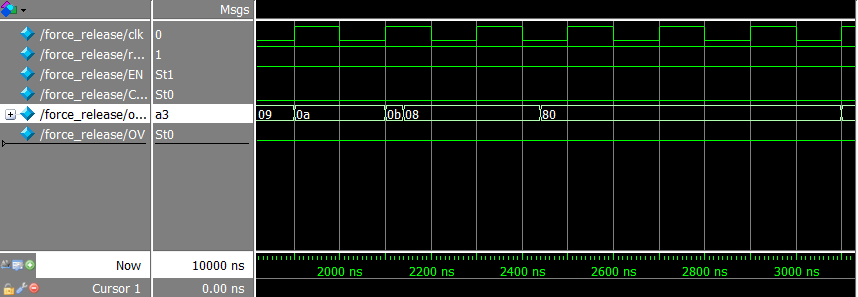 Msgs
/force_release/clk 0
/force_release/r... 1
/force_release/EN St1
/force_release/C... St0
/force_release/o... a3 09 0a 0b 08 80
/force_release/OV St0
Now 10000 ns 2000 ns 2200 ns 2400 ns 2600 ns 2800 ns 3000 ns
Cursor 1 0.00 ns